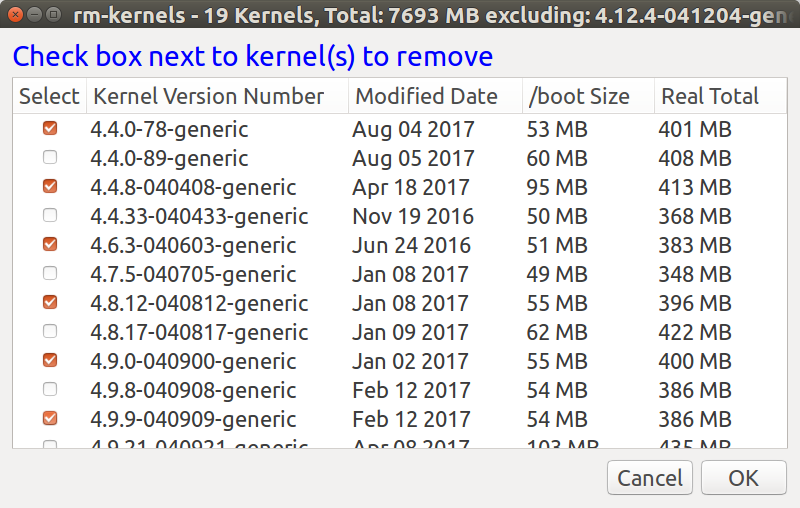 rm-kernels - 19 Kernels, Total: 7693 MB excluding: 4.12.4-041204-gen
Check box next to kernel(s) to remove
Select Kernel Version Number Modified Date /boot Size Real Total
4.4.0-78-generic Aug 04 2017 53 MB 401 MB
4.4.0-89-generic Aug 05 2017 60 MB 408 MB
4.4.8-040408-generic Apr 18 2017 95 MB 413 MB
4.4.33-040433-generic Nov 19 2016 50 MB 368 MB
4.6.3-040603-generic Jun 24 2016 51 MB 383 MB
4.7.5-040705-generic Jan 08 2017 49 MB 348 MB
4.8.12-040812-generic Jan 08 2017 55 MB 396 MB
4.8.17-040817-generic Jan 09 2017 62 MB 422 MB
4.9.0-040900-generic Jan 02 2017 55 MB 400 MB
4.9.8-040908-generic Feb 12 2017 54 MB 386 MB
4.9.9-040909-generic Feb 12 2017 54 MB 386 MB
4.9.21-040921-generic Apr 08 2017 103 MB 435 MB
Cancel OK